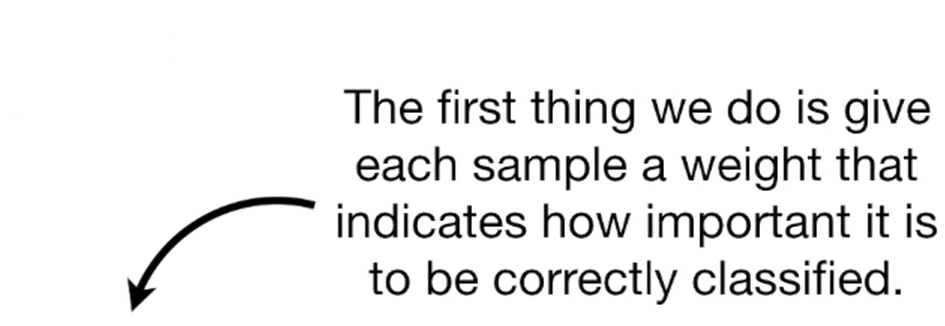 The first thing we do is give
each sample a weight that
indicates how important it is
to be correctly classified.